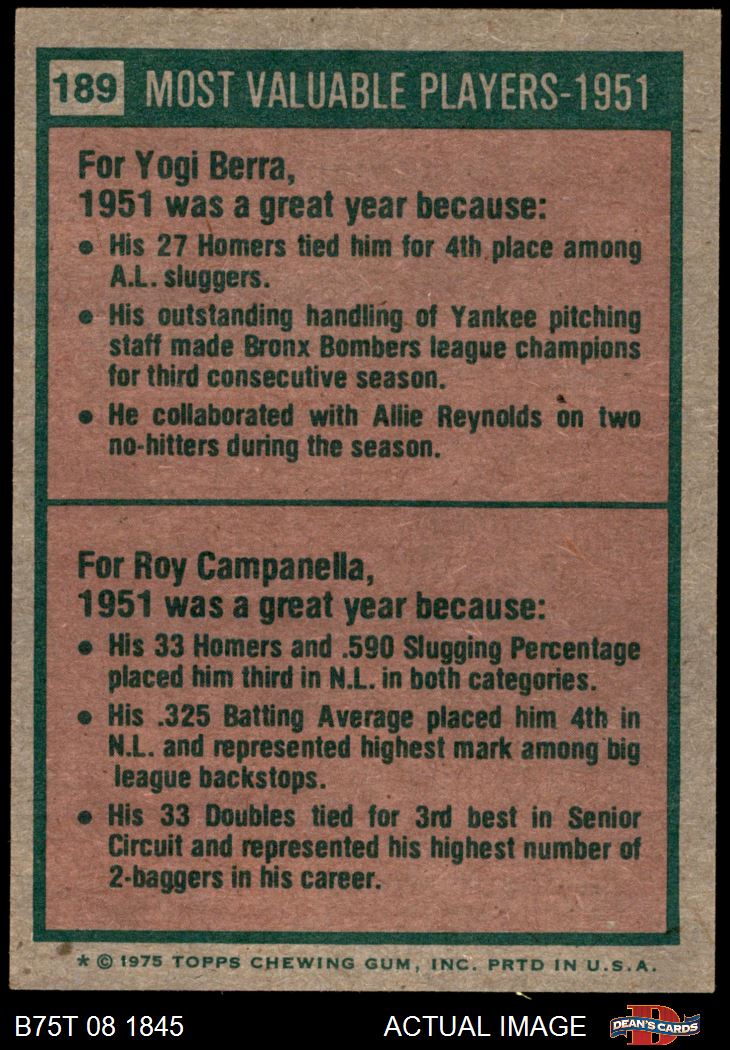 189 MOST VALUABLE PLAYERS-1951
For Yogi Berra,
1951 was a great year because:
● His 27 Homers tied him for 4th place among
A.L. sluggers.
● His outstanding handling of Yankee pitching
staff made Bronx Bombers league champions
for third consecutive season.
● He collaborated with Allie Reynolds on two
no-hitters during the season.
For Roy Campanella,
1951 was a great year because:
● His 33 Homers and .590 Slugging Percentage
placed him third in N.L. in both categories.
● His .325 Batting Average placed him 4th in
N.L. and represented highest mark among big
league backstops.
● His 33 Doubles tied for 3rd best in Senior
Circuit and represented his highest number of
2-baggers in his career.
* © 1975 TOPPS CHEWING GUM, INC. PRTD IN U.S.A.
B75T 08 1845 ACTUAL IMAGE D DEAN'S CARDS